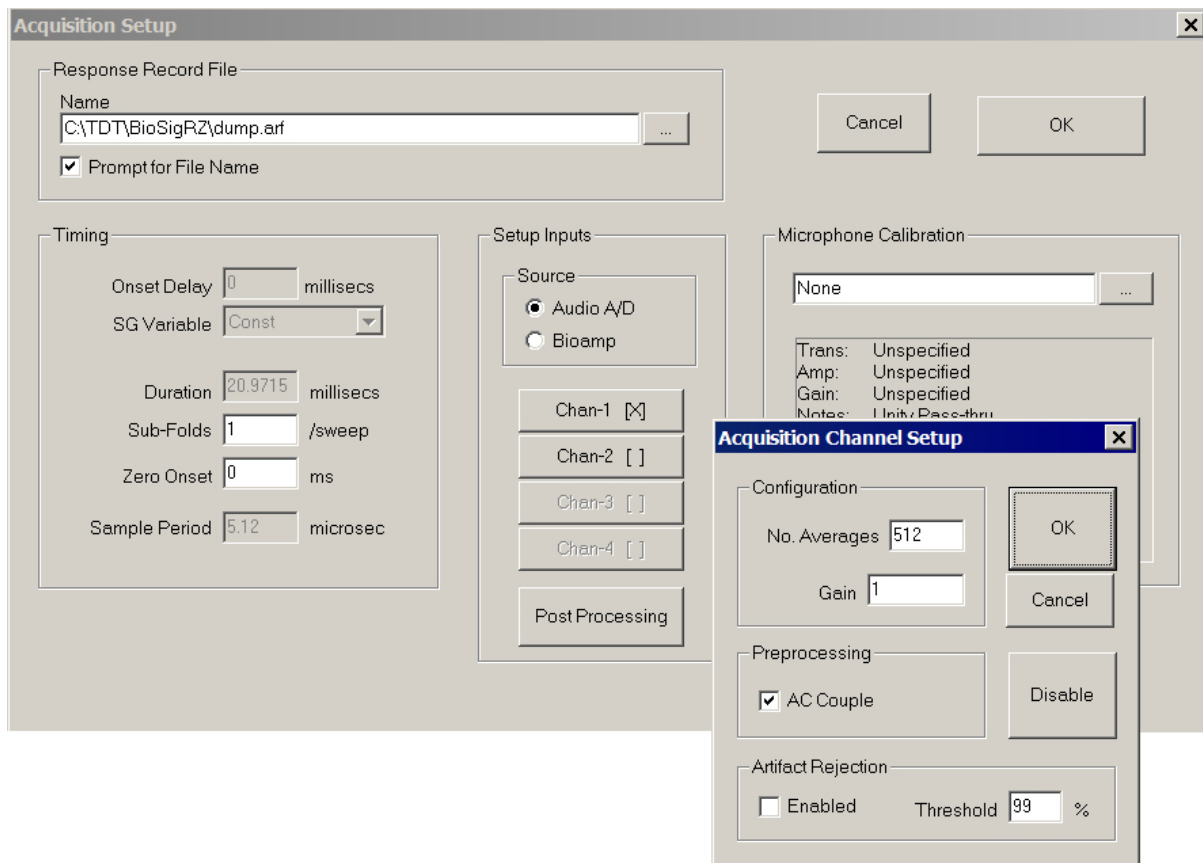 Acquisition Setup
Response Record File
Name
C:\TDT\BioSigRZ\dump.arf
...
Prompt for File Name
Cancel
OK
Timing
Onset Delay 0 millisecs
SG Variable Const
Duration 20.9715 millisecs
Sub-Folds 1 /sweep
Zero Onset 0 ms
Sample Period 5.12 microsec
Setup Inputs
Source
Audio A/D
Bioamp
Chan-1 [X]
Chan-2 [ ]
Chan-3 [ ]
Chan-4 [ ]
Post Processing
Microphone Calibration
None
...
Trans: Unspecified
Amp: Unspecified
Gain: Unspecified
Notes: Unity Pass-thru
Acquisition Channel Setup
Configuration
No. Averages 512
Gain 1
OK
Cancel
Preprocessing
AC Couple
Disable
Artifact Rejection
Enabled
Threshold 99 %